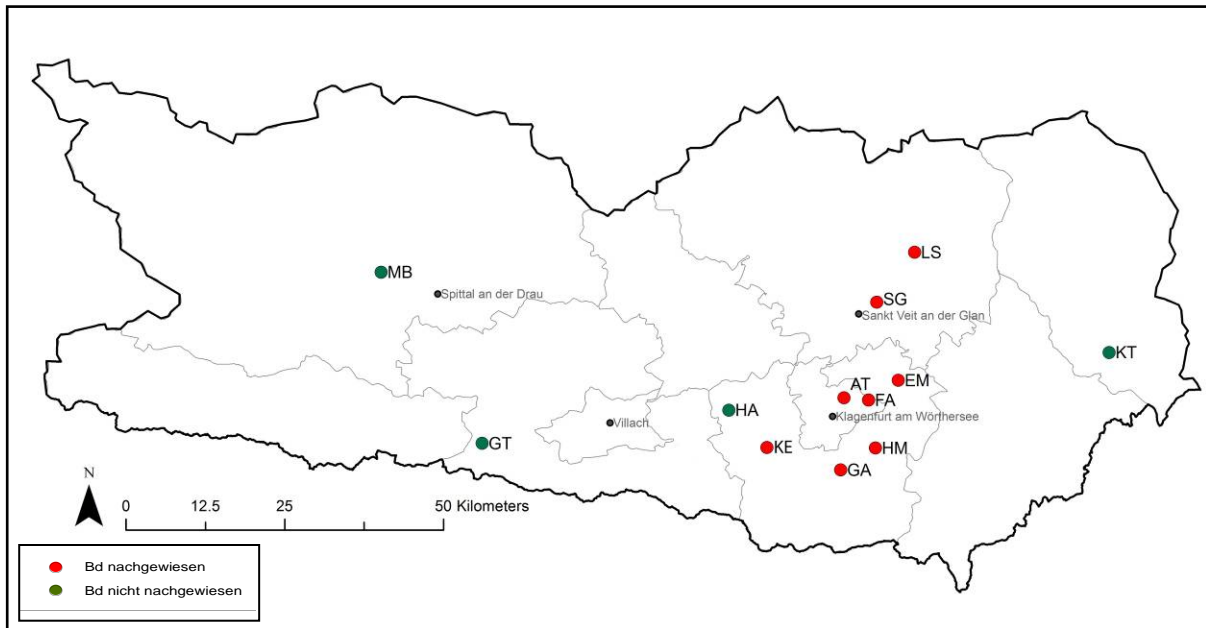 LS
MB
Spittal an der Drau
SG
Sankt Veit an der Glan
KT
EM
AT
FA
HA
Klagenfurt am Wörthersee
Villach
GT
KE
HM
GA
N
0 12.5 25 50 Kilometers
Bd nachgewiesen
Bd nicht nachgewiesen